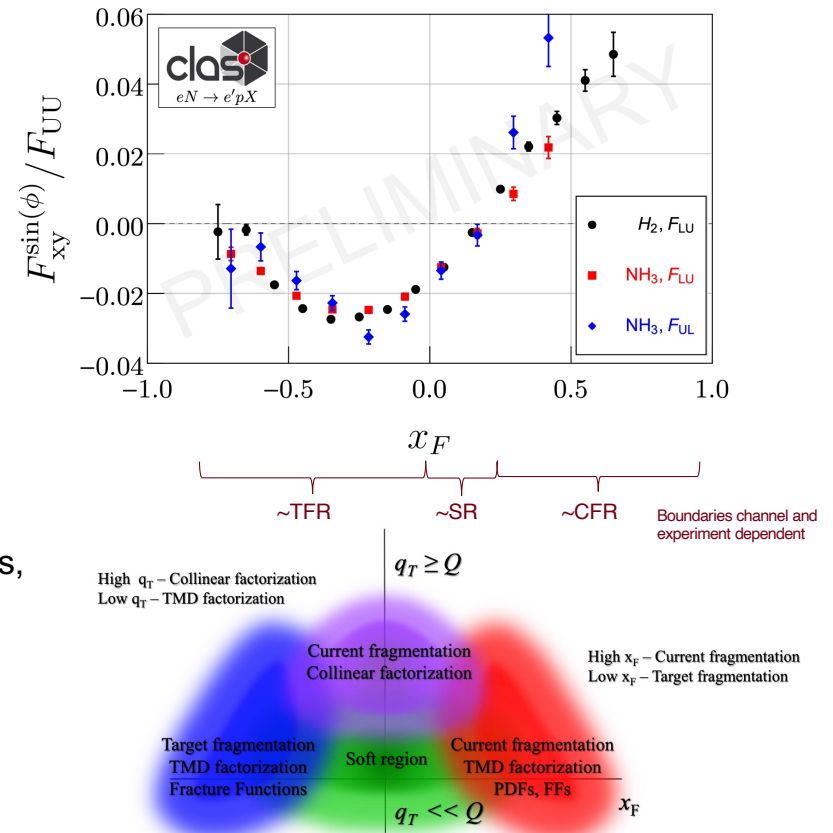 0.06
0.04
0.02
0.00
−0.02
−0.04
F_xy^sin(ϕ) / F_UU
clas
eN → e′pX
PRELIMINARY
H₂, F_LU
NH₃, F_LU
NH₃, F_UL
−1.0 −0.5 0.0 0.5 1.0
x_F
~TFR ~SR ~CFR
Boundaries channel and
experiment dependent
s,
q_T ≥ Q
High q_T – Collinear factorization
Low q_T – TMD factorization
Current fragmentation
Collinear factorization
High x_F – Current fragmentation
Low x_F – Target fragmentation
Target fragmentation
TMD factorization
Fracture Functions
Soft region
Current fragmentation
TMD factorization
PDFs, FFs
x_F
q_T << Q